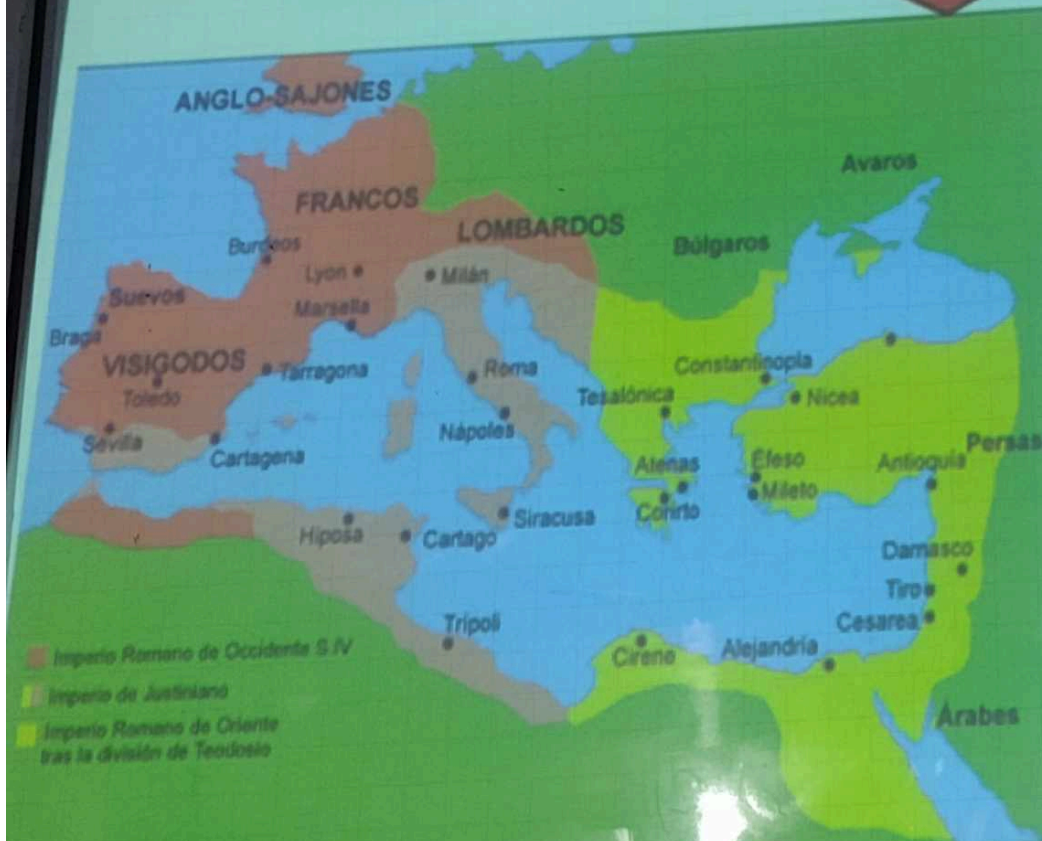 ANGLO-SAJONES
Avaros
FRANCOS
LOMBARDOS
Búlgaros
Burdeos
Lyon
Milán
Suevos
Marsella
Braga
VISIGODOS
Tarragona
Roma
Constantinopla
Toledo
Tesalónica
Nicea
Sevilla
Nápoles
Cartagena
Atenas
Éfeso
Antioquia
Persas
Mileto
Corirto
Siracusa
Hiposa
Cartago
Damasco
Tiro
Trípoli
Cesarea
Cirene
Alejandría
Árabes
Imperio Romano de Occidente S.IV
Imperio de Justiniano
Imperio Romano de Oriente
tras la división de Teodosio